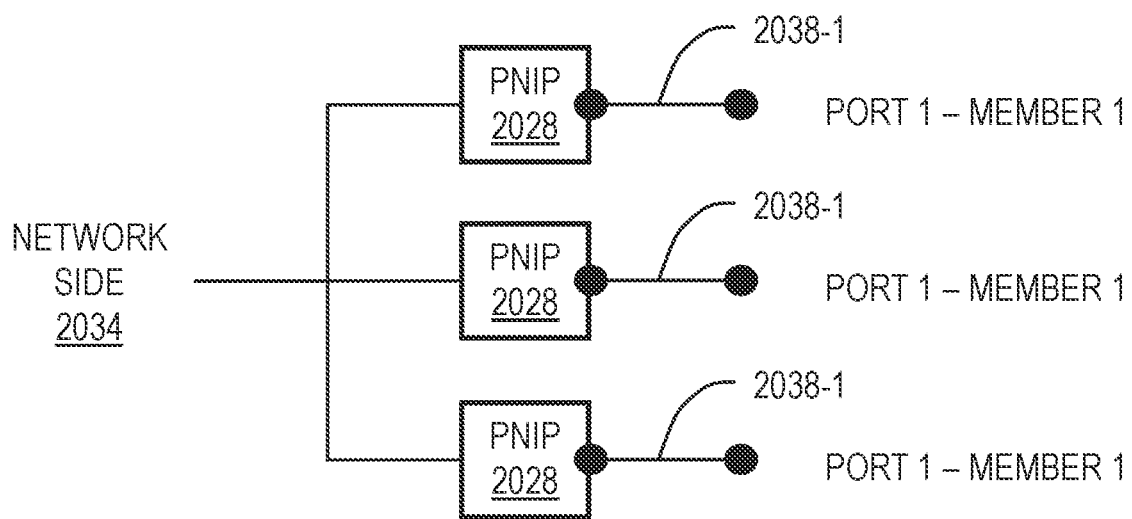 2038-1
PNIP
2028
PORT 1 – MEMBER 1
2038-1
NETWORK
SIDE
2034
PNIP
2028
PORT 1 – MEMBER 1
2038-1
PNIP
2028
PORT 1 – MEMBER 1